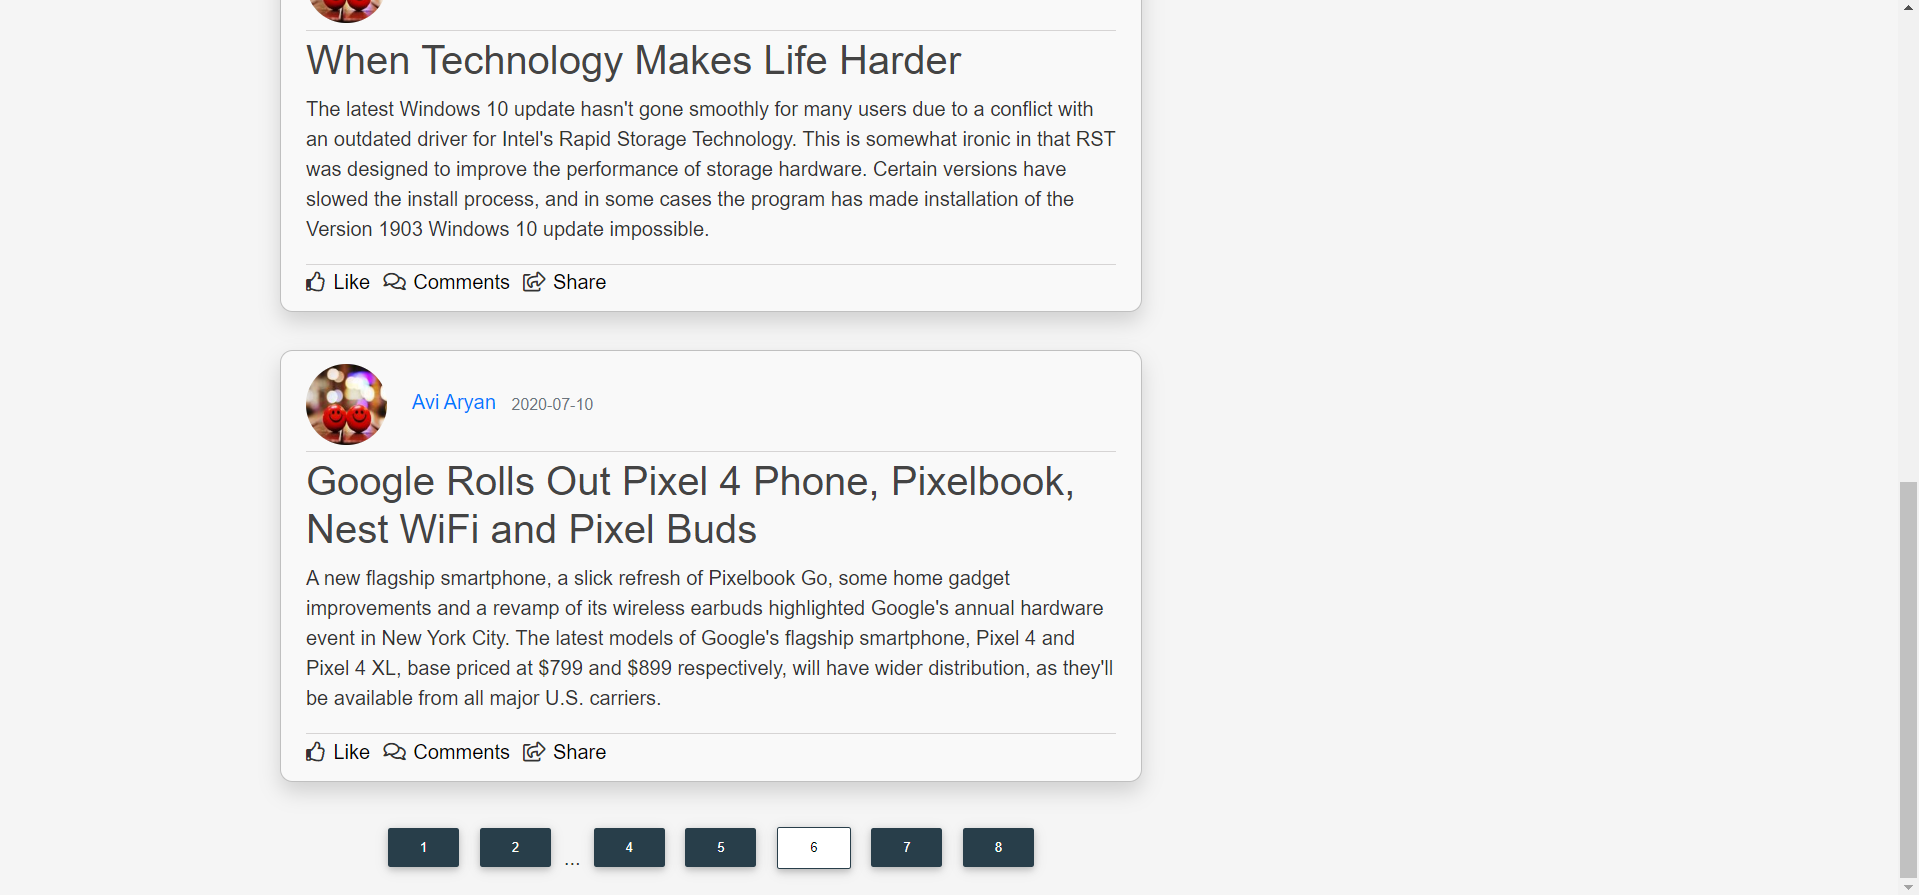 When Technology Makes Life Harder
The latest Windows 10 update hasn't gone smoothly for many users due to a conflict with
an outdated driver for Intel's Rapid Storage Technology. This is somewhat ironic in that RST
was designed to improve the performance of storage hardware. Certain versions have
slowed the install process, and in some cases the program has made installation of the
Version 1903 Windows 10 update impossible.
Like Comments Share
Avi Aryan 2020-07-10
Google Rolls Out Pixel 4 Phone, Pixelbook,
Nest WiFi and Pixel Buds
A new flagship smartphone, a slick refresh of Pixelbook Go, some home gadget
improvements and a revamp of its wireless earbuds highlighted Google's annual hardware
event in New York City. The latest models of Google's flagship smartphone, Pixel 4 and
Pixel 4 XL, base priced at $799 and $899 respectively, will have wider distribution, as they'll
be available from all major U.S. carriers.
Like Comments Share
1 2 ... 4 5 6 7 8